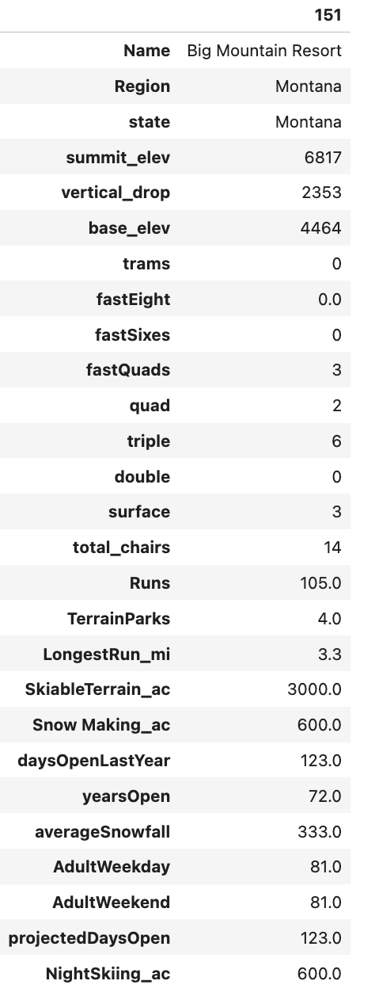 151
Name Big Mountain Resort
Region Montana
state Montana
summit_elev 6817
vertical_drop 2353
base_elev 4464
trams 0
fastEight 0.0
fastSixes 0
fastQuads 3
quad 2
triple 6
double 0
surface 3
total_chairs 14
Runs 105.0
TerrainParks 4.0
LongestRun_mi 3.3
SkiableTerrain_ac 3000.0
Snow Making_ac 600.0
daysOpenLastYear 123.0
yearsOpen 72.0
averageSnowfall 333.0
AdultWeekday 81.0
AdultWeekend 81.0
projectedDaysOpen 123.0
NightSkiing_ac 600.0